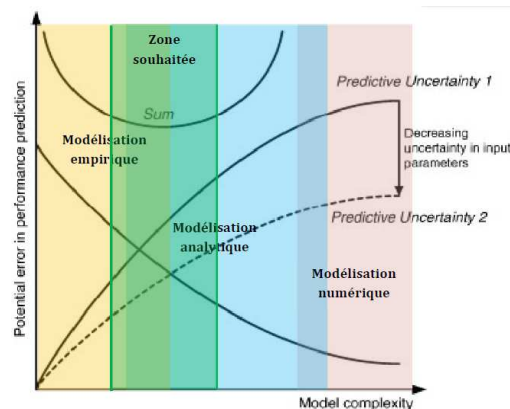 Zone
souhaitée
Predictive Uncertainty 1
Sum
Modélisation
empirique
Decreasing
uncertainty in input
parameters
Predictive Uncertainty 2
Modélisation
analytique
Modélisation
numérique
Potential error in performance prediction
Model complexity